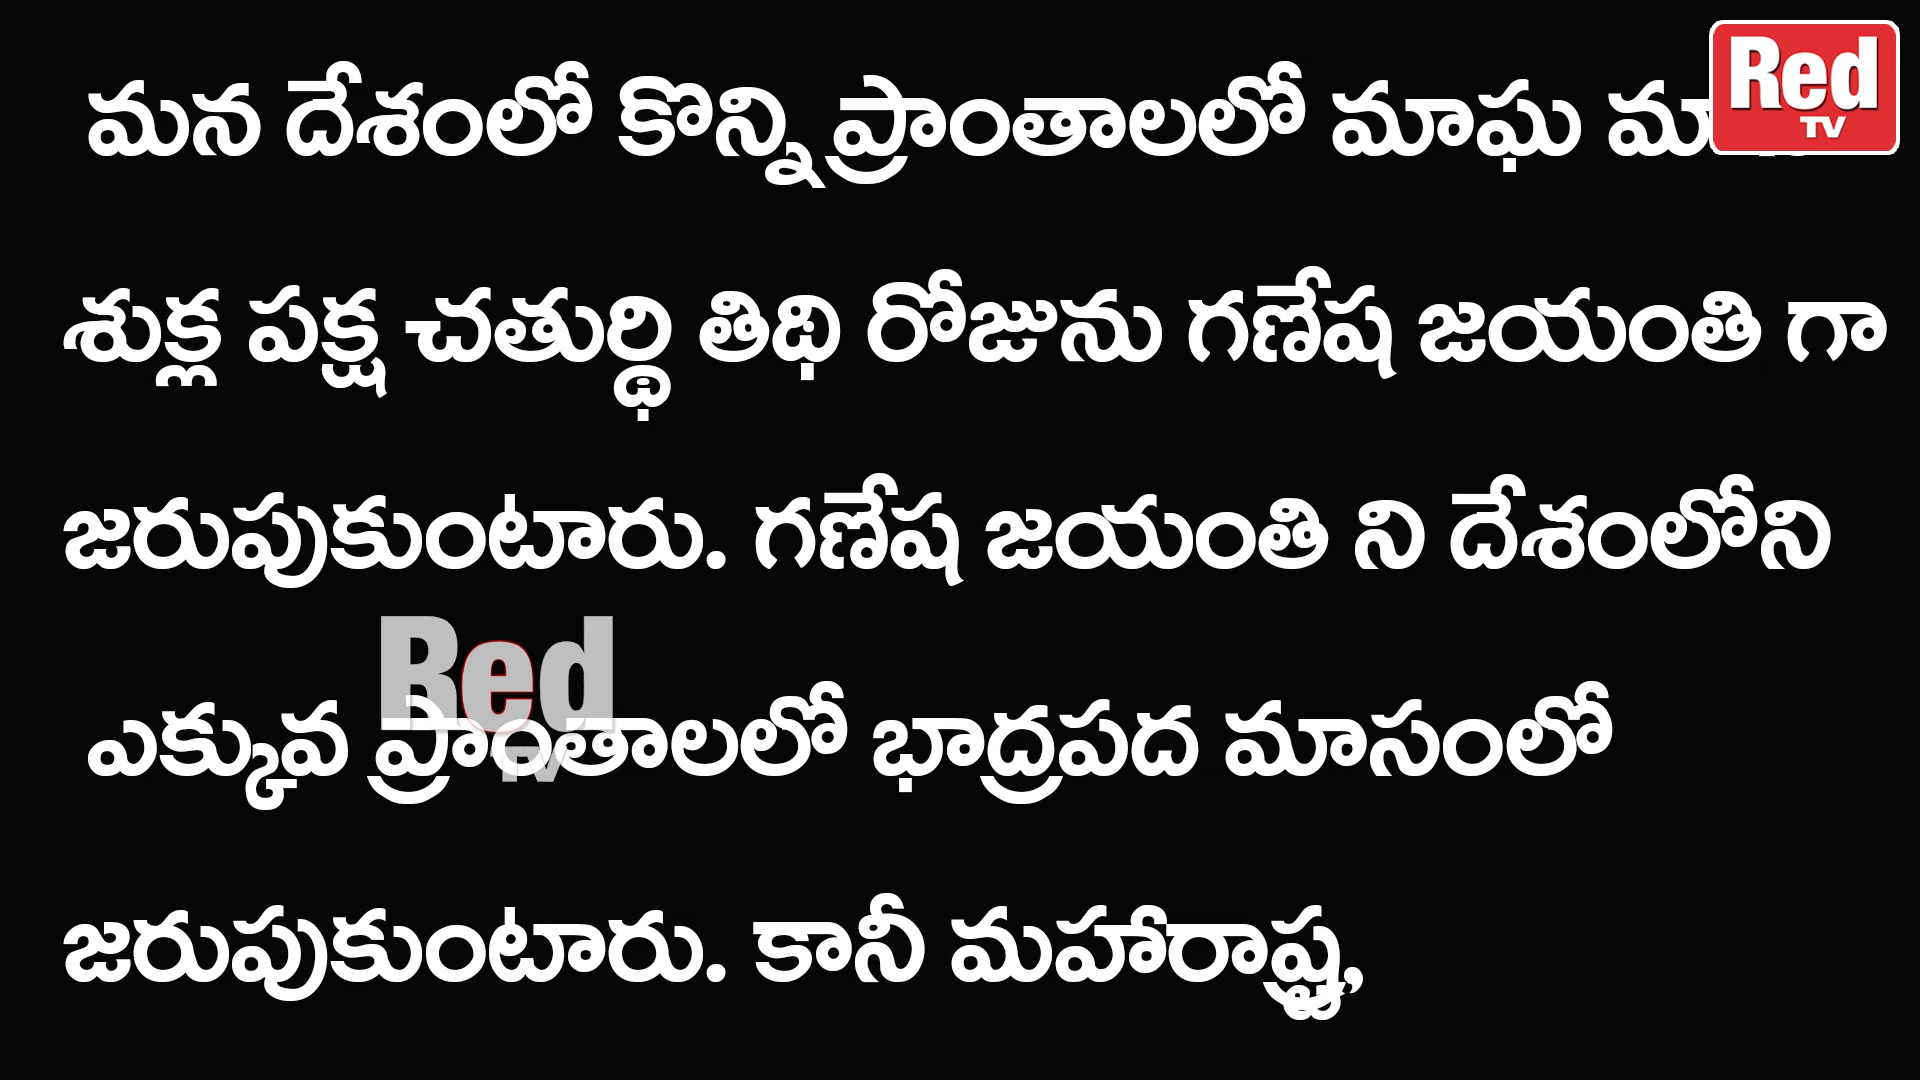 మన దేశంలో కొన్ని ప్రాంతాలలో మాఘ
Red
TV
శుక్ల పక్ష చతుర్థి తిథి రోజును గణేష జయంతి గా
జరుపుకుంటారు. గణేష జయంతి ని దేశంలోని
Red
TV
ఎక్కువ ప్రాంతాలలో భాద్రపద మాసంలో
జరుపుకుంటారు. కానీ మహారాష్ట్ర,